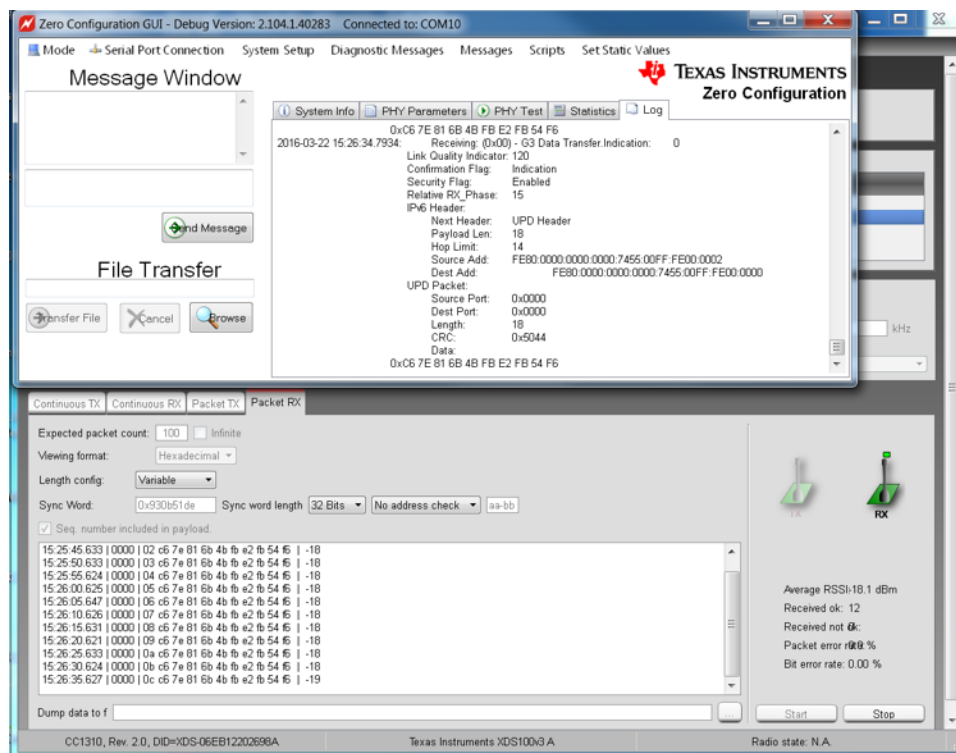 Zero Configuration GUI - Debug Version: 2.104.1.40283 Connected to: COM10
Mode Serial Port Connection System Setup Diagnostic Messages Messages Scripts Set Static Values
Message Window
TEXAS INSTRUMENTS
Zero Configuration
System Info PHY Parameters PHY Test Statistics Log
0xC6 7E 81 6B 4B FB E2 FB 54 F6
2016-03-22 15:26:34.7934: Receiving: (0x00) - G3 Data Transfer.Indication: 0
Link Quality Indicator: 120
Confirmation Flag: Indication
Security Flag: Enabled
Relative RX_Phase: 15
IPv6 Header:
Next Header: UPD Header
Payload Len: 18
Hop Limit: 14
Source Add: FE80:0000:0000:0000:7455:00FF:FE00:0002
Dest Add: FE80:0000:0000:0000:7455:00FF:FE00:0000
UPD Packet:
Source Port: 0x0000
Dest Port: 0x0000
Length: 18
CRC: 0x5044
Data:
0xC6 7E 81 6B 4B FB E2 FB 54 F6
Send Message
File Transfer
Transfer File Cancel Browse
kHz
Continuous TX Continuous RX Packet TX Packet RX
Expected packet count: 100 Infinite
Viewing format: Hexadecimal
Length config: Variable
Sync Word: 0x930b51de Sync word length 32 Bits No address check aa-bb
Seq. number included in payload.
15:25:45.633 | 0000 | 02 c6 7e 81 6b 4b fb e2 fb 54 f6 | -18
15:25:50.633 | 0000 | 03 c6 7e 81 6b 4b fb e2 fb 54 f6 | -18
15:25:55.624 | 0000 | 04 c6 7e 81 6b 4b fb e2 fb 54 f6 | -18
15:26:00.625 | 0000 | 05 c6 7e 81 6b 4b fb e2 fb 54 f6 | -18
15:26:05.647 | 0000 | 06 c6 7e 81 6b 4b fb e2 fb 54 f6 | -18
15:26:10.626 | 0000 | 07 c6 7e 81 6b 4b fb e2 fb 54 f6 | -18
15:26:15.631 | 0000 | 08 c6 7e 81 6b 4b fb e2 fb 54 f6 | -18
15:26:20.621 | 0000 | 09 c6 7e 81 6b 4b fb e2 fb 54 f6 | -18
15:26:25.633 | 0000 | 0a c6 7e 81 6b 4b fb e2 fb 54 f6 | -18
15:26:30.624 | 0000 | 0b c6 7e 81 6b 4b fb e2 fb 54 f6 | -18
15:26:35.627 | 0000 | 0c c6 7e 81 6b 4b fb e2 fb 54 f6 | -19
TX RX
Average RSSI:-18.1 dBm
Received ok: 12
Received not
Packet error
Bit error rate: 0.00 %
Dump data to f ... Start Stop
CC1310, Rev. 2.0, DID=XDS-06EB12202698A Texas Instruments XDS100v3 A Radio state: N.A.